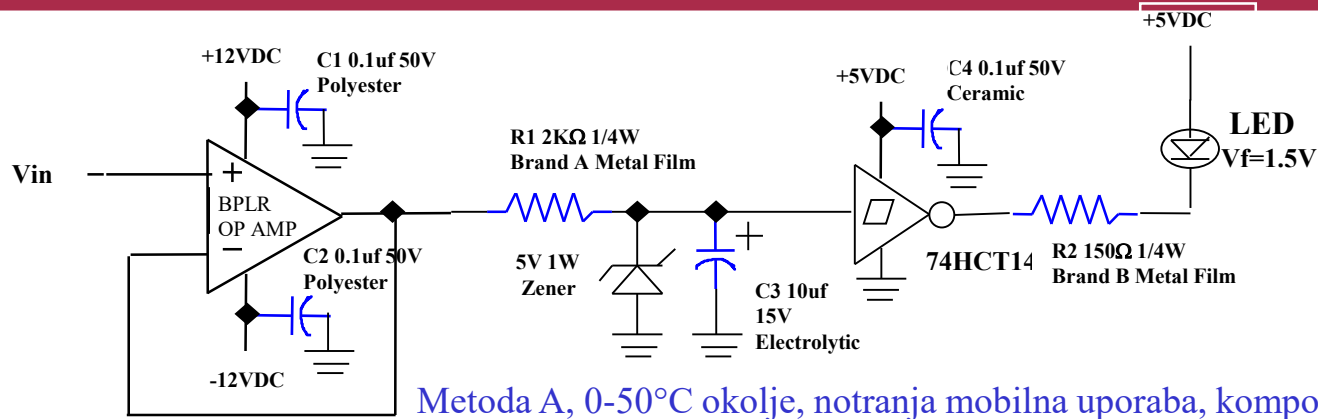 +12VDC
C1 0.1uf 50V
Polyester
Vin
+
BPLR
OP AMP
–
C2 0.1uf 50V
Polyester
-12VDC
R1 2KΩ 1/4W
Brand A Metal Film
5V 1W
Zener
+
C3 10uf
15V
Electrolytic
+5VDC
C4 0.1uf 50V
Ceramic
74HCT14
R2 150Ω 1/4W
Brand B Metal Film
+5VDC
LED
Vf=1.5V
Metoda A, 0-50°C okolje, notranja mobilna uporaba, kompo